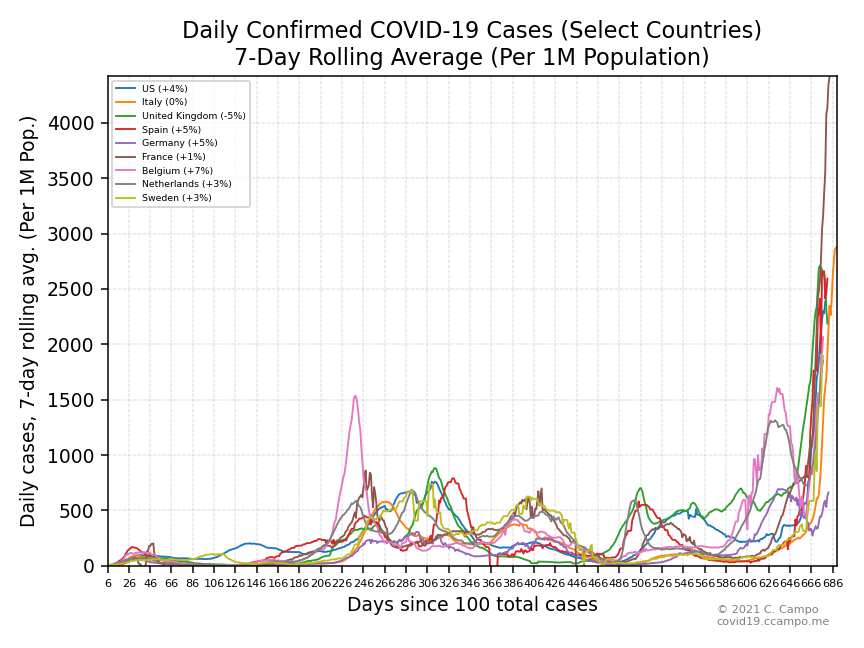 Daily Confirmed COVID-19 Cases (Select Countries)
7-Day Rolling Average (Per 1M Population)
US (+4%)
Italy (0%)
United Kingdom (-5%)
Spain (+5%)
Germany (+5%)
France (+1%)
Belgium (+7%)
Netherlands (+3%)
Sweden (+3%)
Daily cases, 7-day rolling avg. (Per 1M Pop.)
4000
3500
3000
2500
2000
1500
1000
500
0
6 26 46 66 86 106 126 146 166 186 206 226 246 266 286 306 326 346 366 386 406 426 446 466 486 506 526 546 566 586 606 626 646 666 686
Days since 100 total cases
© 2021 C. Campo
covid19.ccampo.me